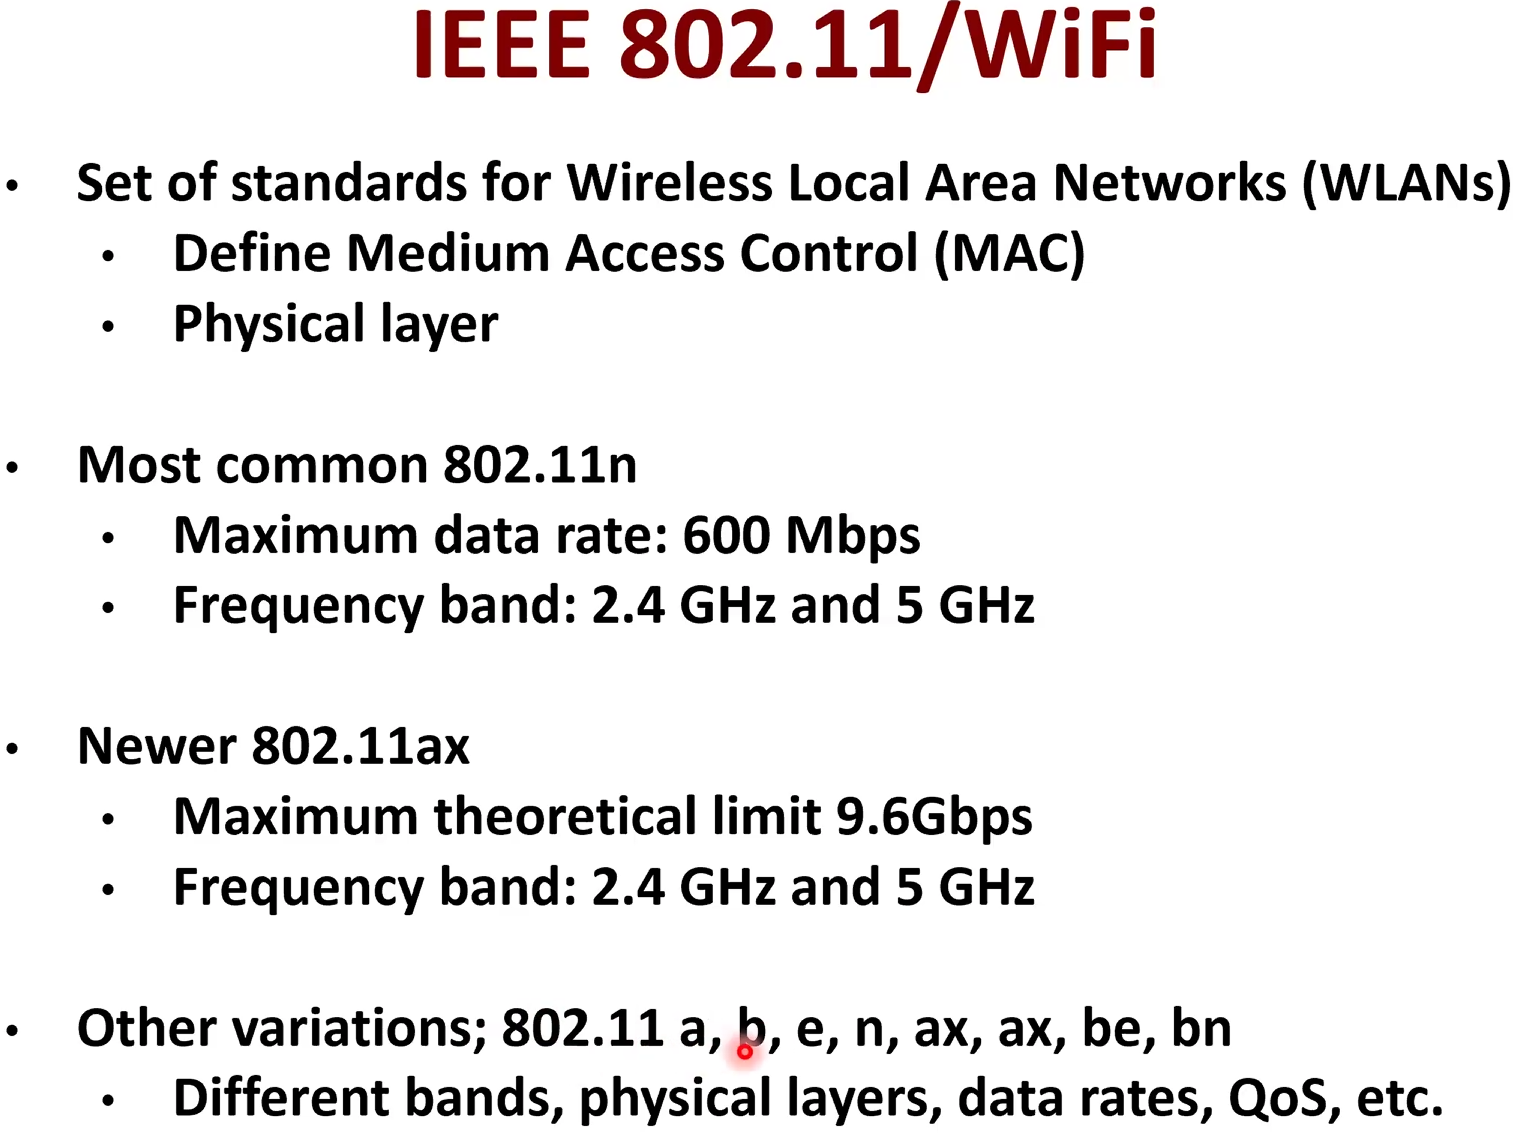 IEEE 802.11/WiFi
• Set of standards for Wireless Local Area Networks (WLANs)
• Define Medium Access Control (MAC)
• Physical layer
• Most common 802.11n
• Maximum data rate: 600 Mbps
• Frequency band: 2.4 GHz and 5 GHz
• Newer 802.11ax
• Maximum theoretical limit 9.6Gbps
• Frequency band: 2.4 GHz and 5 GHz
• Other variations; 802.11 a, b, e, n, ax, ax, be, bn
• Different bands, physical layers, data rates, QoS, etc.